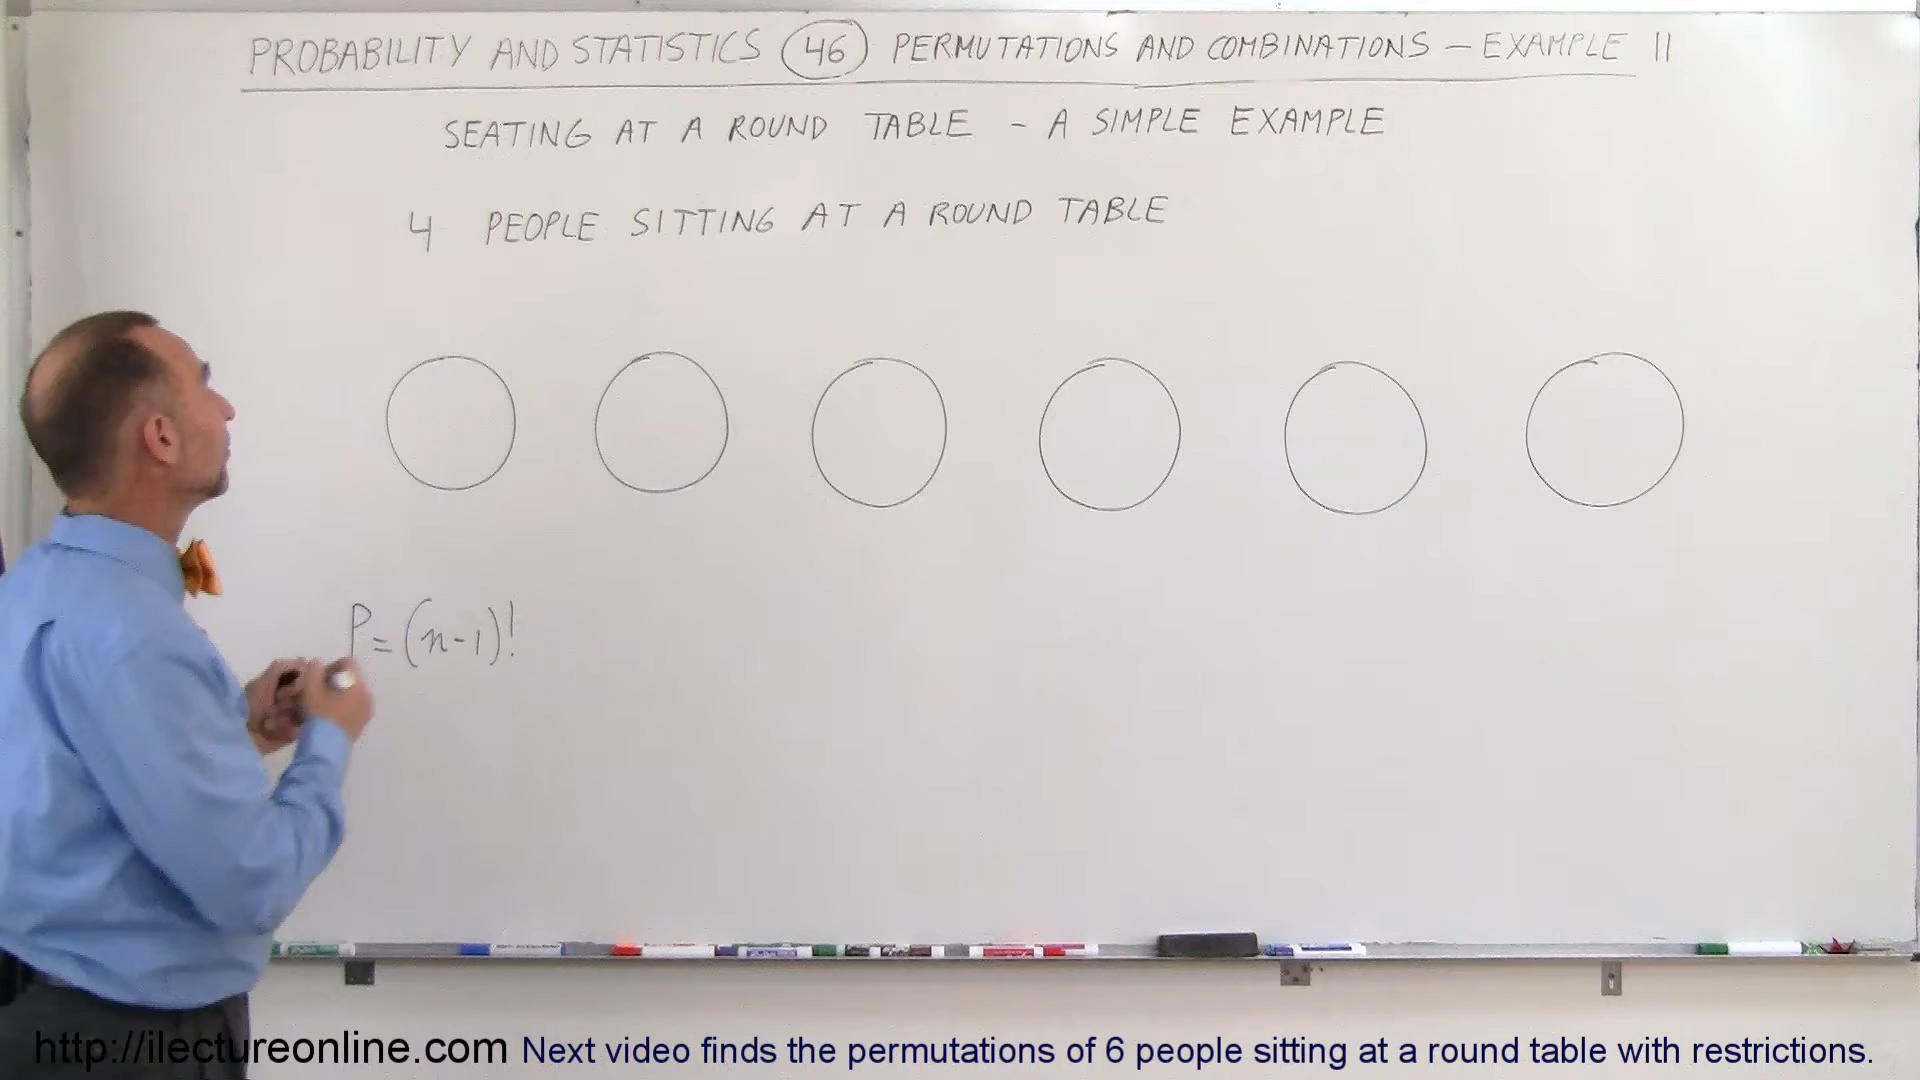 PROBABILITY AND STATISTICS 46 PERMUTATIONS AND COMBINATIONS – EXAMPLE 11
SEATING AT A ROUND TABLE - A SIMPLE EXAMPLE
4 PEOPLE SITTING AT A ROUND TABLE
P=(n-1)!
http://ilectureonline.com Next video finds the permutations of 6 people sitting at a round table with restrictions.